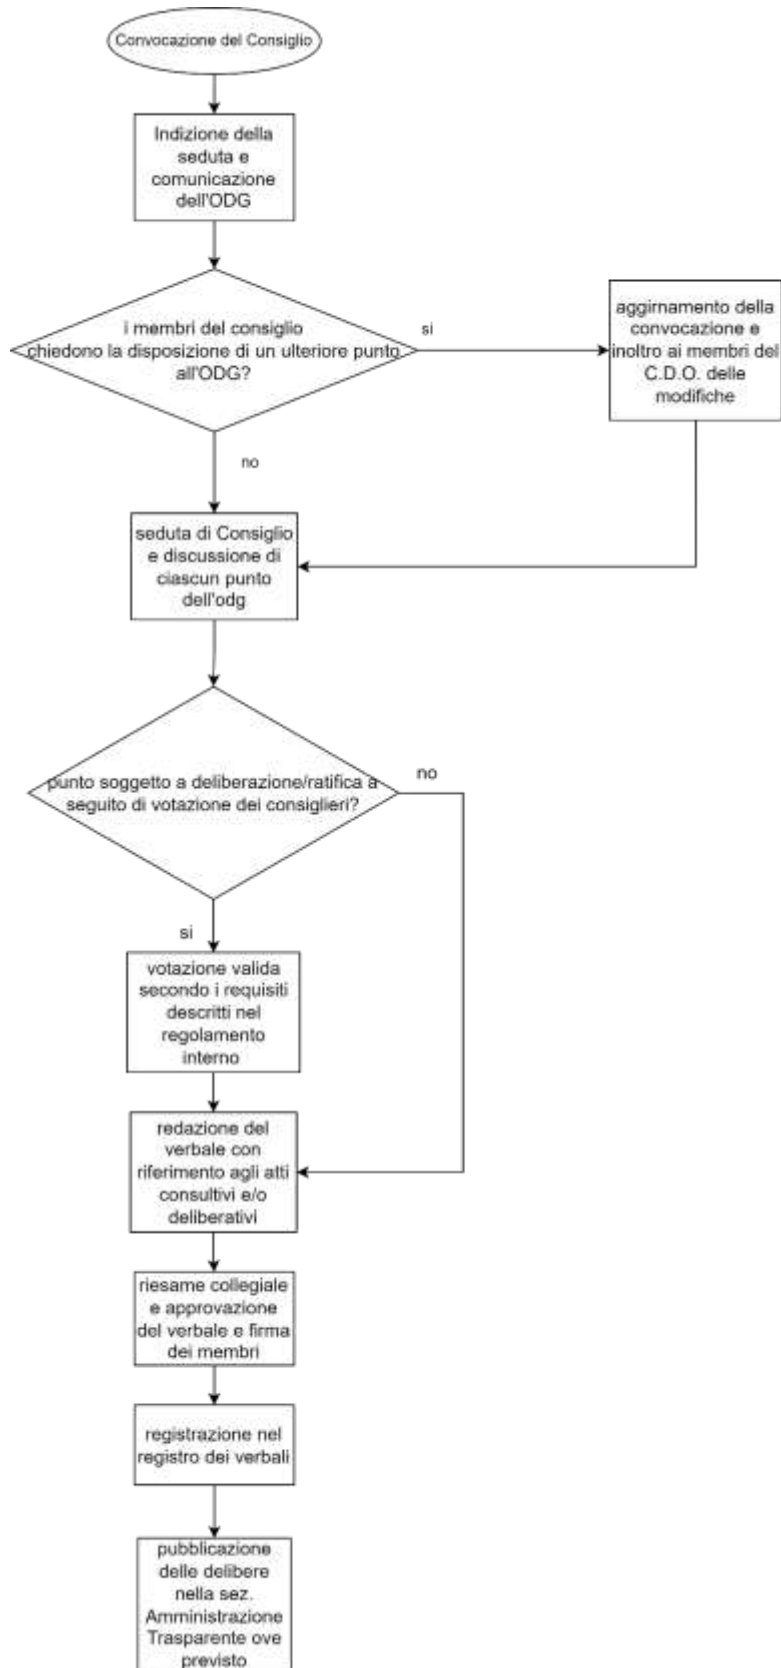 Convocazione del Consiglio
Indizione della
seduta e
comunicazione
dell'ODG
i membri del consiglio
chiedono la disposizione di un ulteriore punto
all'ODG?
si
aggirnamento della
convocazione e
inoltro ai membri del
C.D.O. delle
modifiche
no
seduta di Consiglio
e discussione di
ciascun punto
dell'odg
punto soggetto a deliberazione/ratifica a
seguito di votazione dei consiglieri?
no
si
votazione valida
secondo i requisiti
descritti nel
regolamento
interno
redazione del
verbale con
riferimento agli atti
consultivi e/o
deliberativi
riesame collegiale
e approvazione
del verbale e firma
dei membri
registrazione nel
registro dei verbali
pubblicazione
delle delibere
nella sez.
Amministrazione
Trasparente ove
previsto